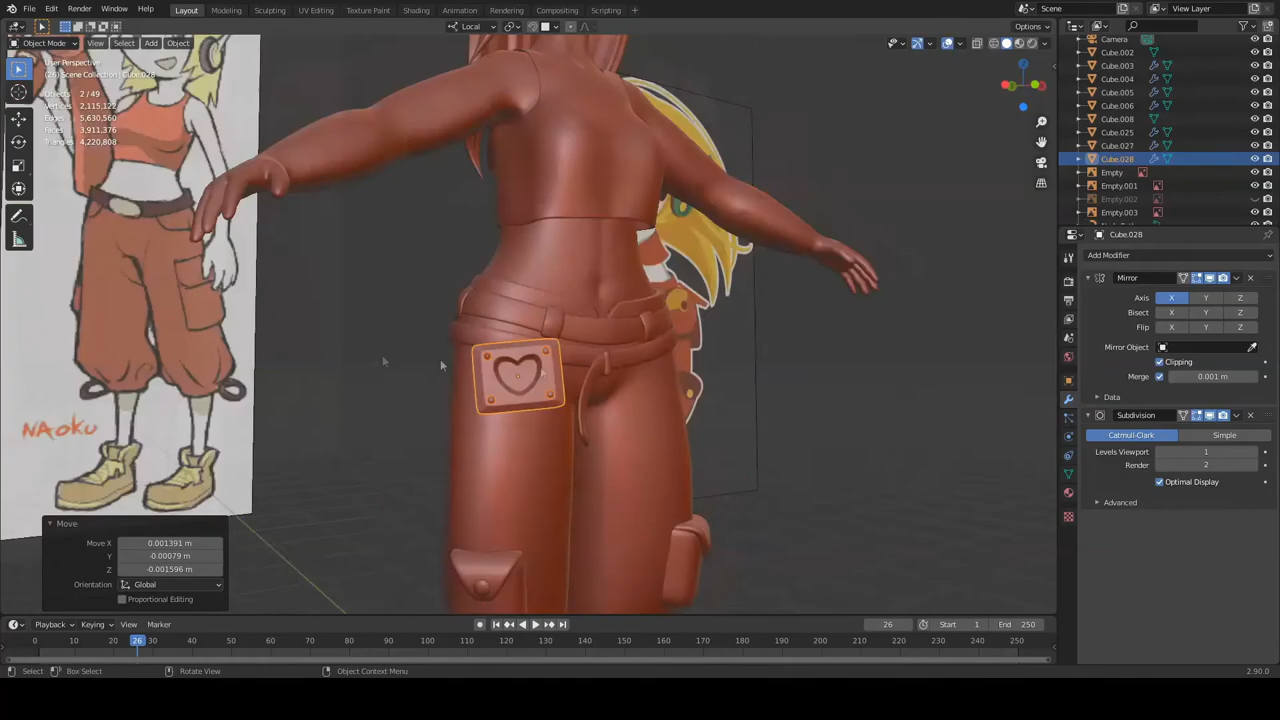 File Edit Render Window Help Layout Modeling Sculpting UV Editing Texture Paint Shading Animation Rendering Compositing Scripting + Scene View Layer
Local Options
Object Mode View Select Add Object
User Perspective
(26) Scene Collection | Cube.028
Objects 2/49
Vertices 2,115,122
Edges 5,630,560
Faces 3,911,376
Triangles 4,220,808
NAoku
Move
Move X 0.001391 m
Y -0.00079 m
Z -0.001596 m
Orientation Global
Proportional Editing
Camera
Cube.002
Cube.003
Cube.004
Cube.005
Cube.006
Cube.008
Cube.025
Cube.027
Cube.028
Empty
Empty.001
Empty.002
Empty.003
Cube.028
Add Modifier
Mirror
Axis X Y Z
Bisect X Y Z
Flip X Y Z
Mirror Object
Clipping
Merge 0.001 m
Data
Subdivision
Catmull-Clark Simple
Levels Viewport 1
Render 2
Optimal Display
Advanced
Playback Keying View Marker 26 Start 1 End 250
0 10 20 26 30 40 50 60 70 80 90 100 110 120 130 140 150 160 170 180 190 200 210 220 230 240 250
Select Box Select Rotate View Object Context Menu 2.90.0